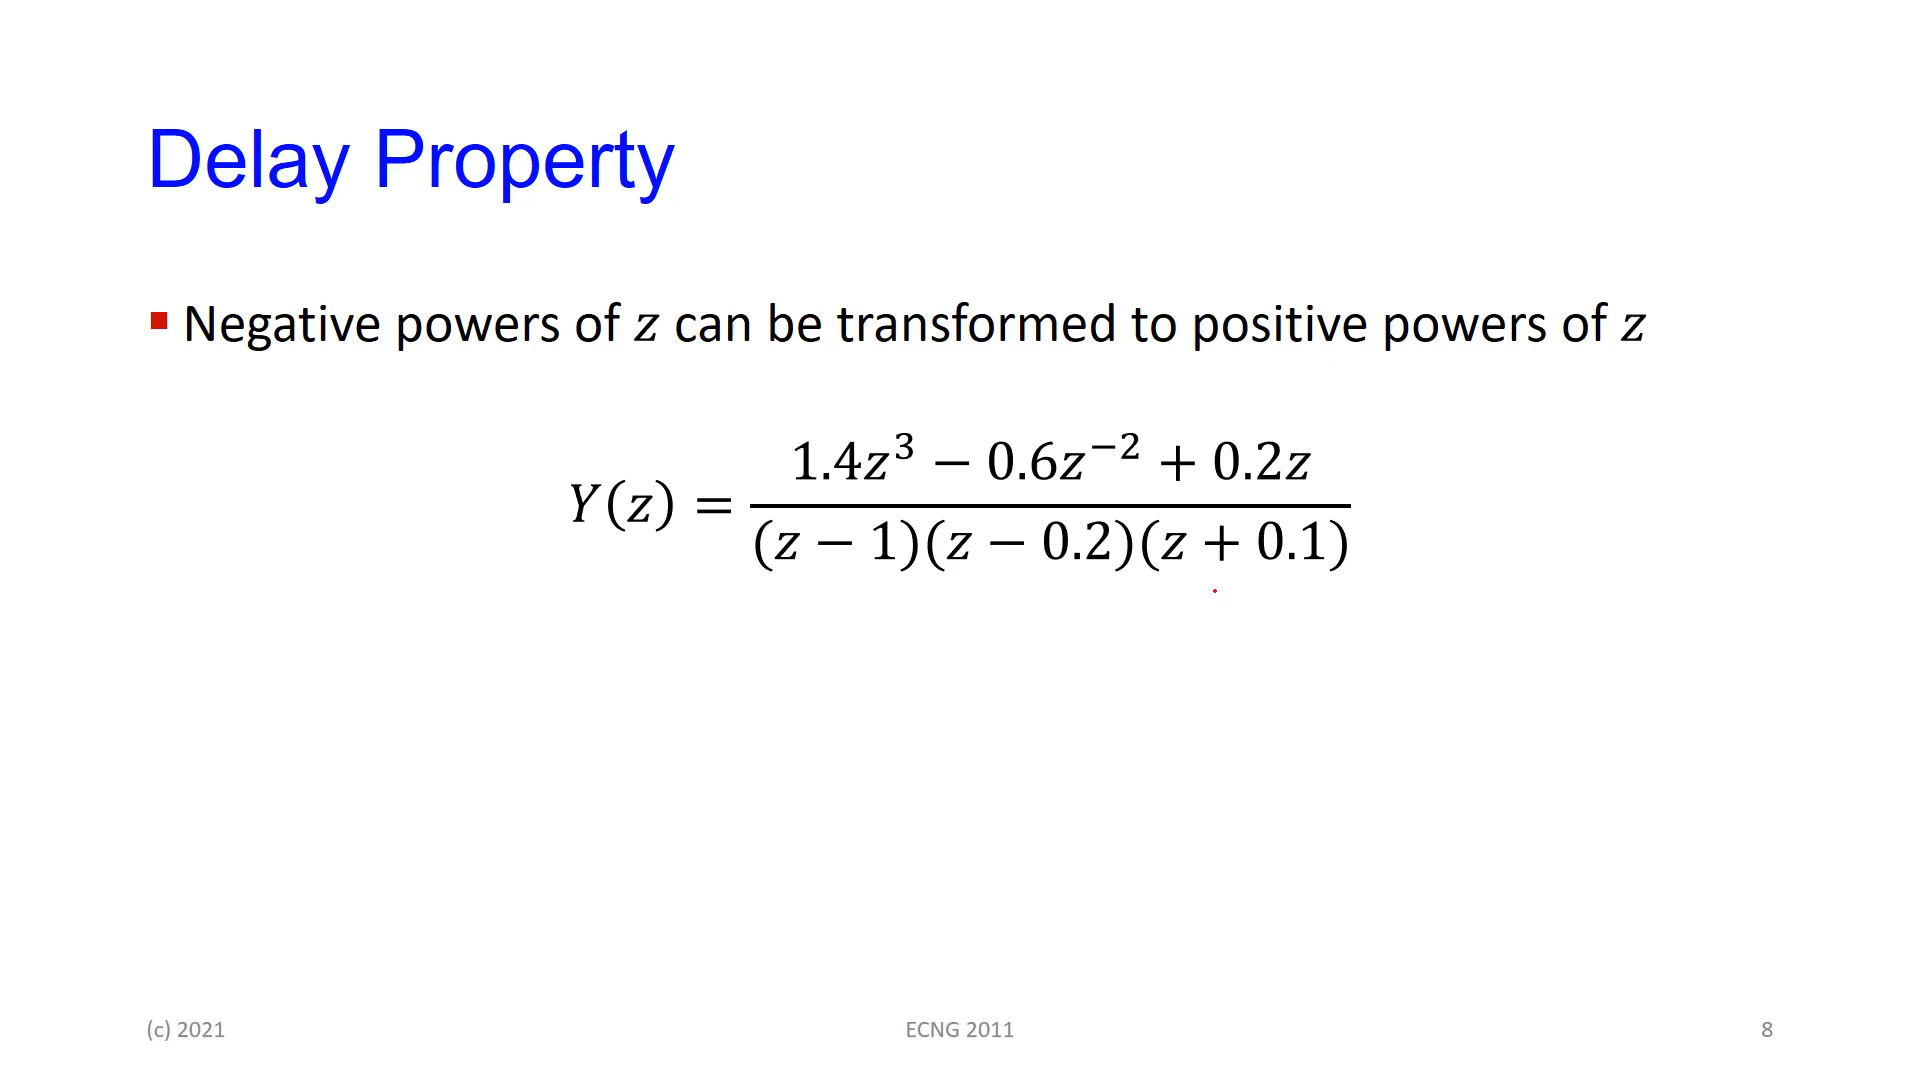 Delay Property
▪ Negative powers of 𝑧 can be transformed to positive powers of 𝑧
1.4𝑧³ − 0.6𝑧⁻² + 0.2𝑧
𝑌(𝑧) =
(𝑧 − 1)(𝑧 − 0.2)(𝑧 + 0.1)
(c) 2021
ECNG 2011
8